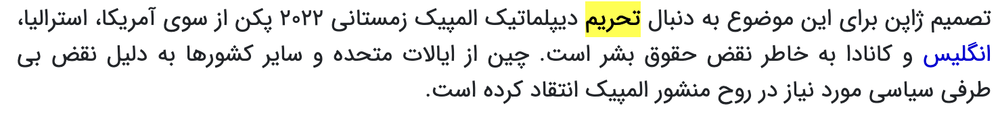 تصمیم ژاپن برای این موضوع به دنبال تحریم دیپلماتیک المپیک زمستانی ۲۰۲۲ پکن از سوی آمریکا، استرالیا،
انگلیس و کانادا به خاطر نقض حقوق بشر است. چین از ایالات متحده و سایر کشورها به دلیل نقض بی
طرفی سیاسی مورد نیاز در روح منشور المپیک انتقاد کرده است.